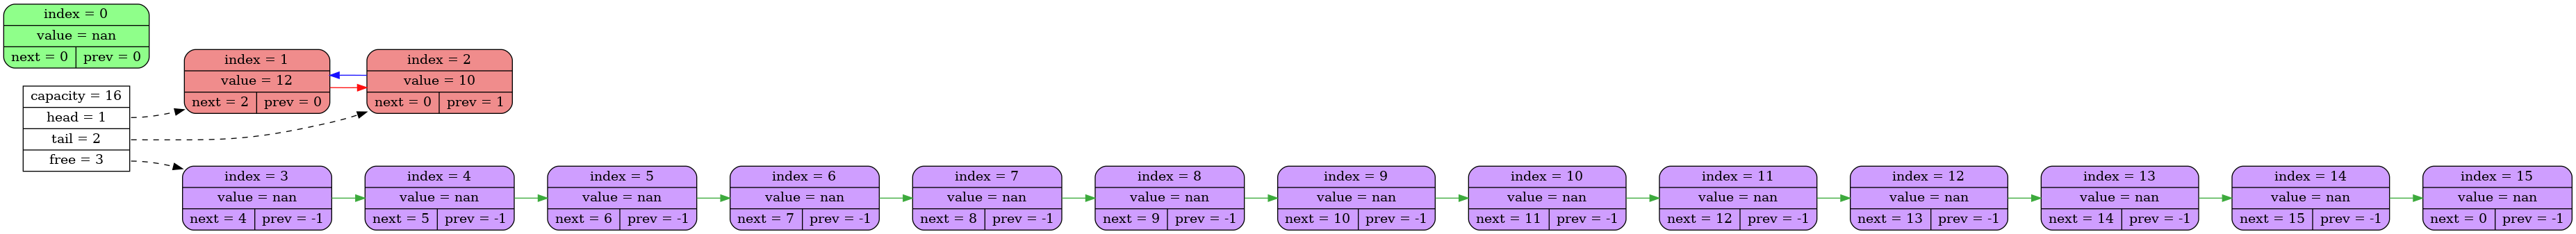 index = 0
value = nan
next = 0 prev = 0
capacity = 16
head = 1
tail = 2
free = 3
index = 1
value = 12
next = 2 prev = 0
index = 2
value = 10
next = 0 prev = 1
index = 3
value = nan
next = 4 prev = -1
index = 4
value = nan
next = 5 prev = -1
index = 5
value = nan
next = 6 prev = -1
index = 6
value = nan
next = 7 prev = -1
index = 7
value = nan
next = 8 prev = -1
index = 8
value = nan
next = 9 prev = -1
index = 9
value = nan
next = 10 prev = -1
index = 10
value = nan
next = 11 prev = -1
index = 11
value = nan
next = 12 prev = -1
index = 12
value = nan
next = 13 prev = -1
index = 13
value = nan
next = 14 prev = -1
index = 14
value = nan
next = 15 prev = -1
index = 15
value = nan
next = 0 prev = -1